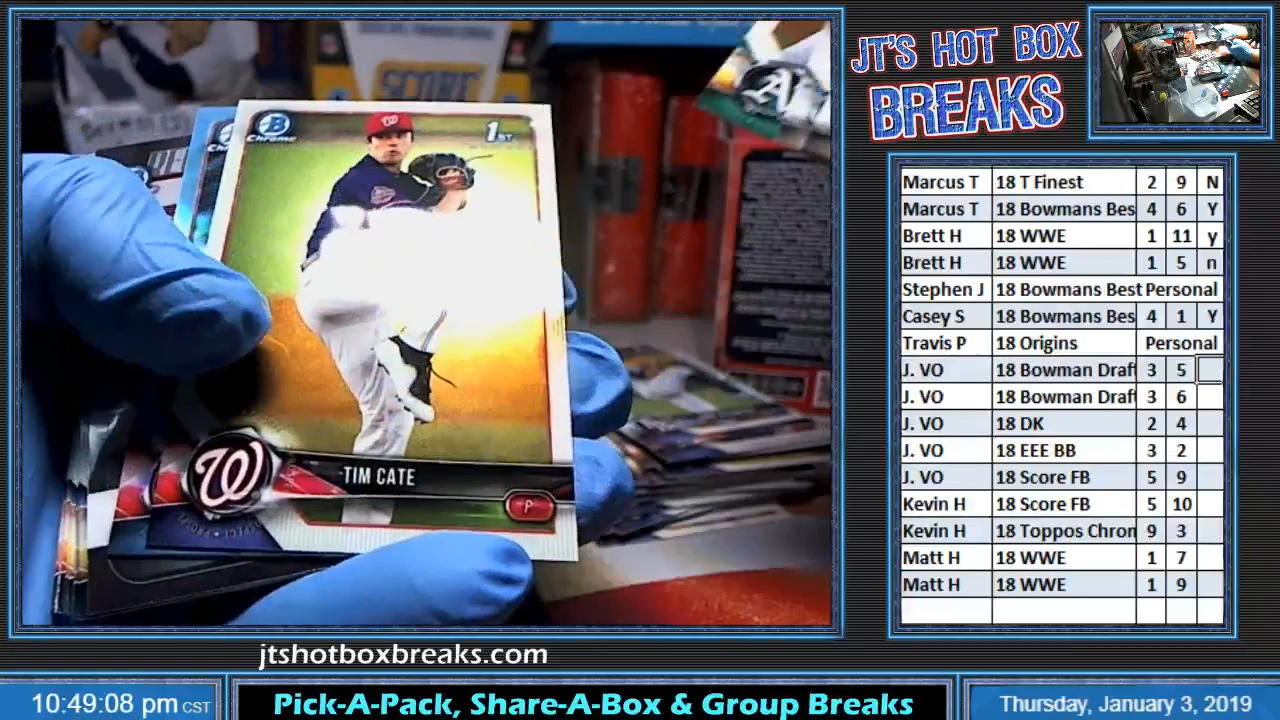 SCORE
Chrome
1ST
W
TIM CATE
W
P
JT'S HOT BOX
BREAKS
Marcus T 18 T Finest 2 9 N
Marcus T 18 Bowmans Bes 4 6 Y
Brett H 18 WWE 1 11 y
Brett H 18 WWE 1 5 n
Stephen J 18 Bowmans Best Personal
Casey S 18 Bowmans Bes 4 1 Y
Travis P 18 Origins Personal
J. VO 18 Bowman Draft 3 5
J. VO 18 Bowman Draft 3 6
J. VO 18 DK 2 4
J. VO 18 EEE BB 3 2
J. VO 18 Score FB 5 9
Kevin H 18 Score FB 5 10
Kevin H 18 Toppos Chron 9 3
Matt H 18 WWE 1 7
Matt H 18 WWE 1 9
jtshotboxbreaks.com
10:49:08 pm CST
Pick-A-Pack, Share-A-Box & Group Breaks
Thursday, January 3, 2019